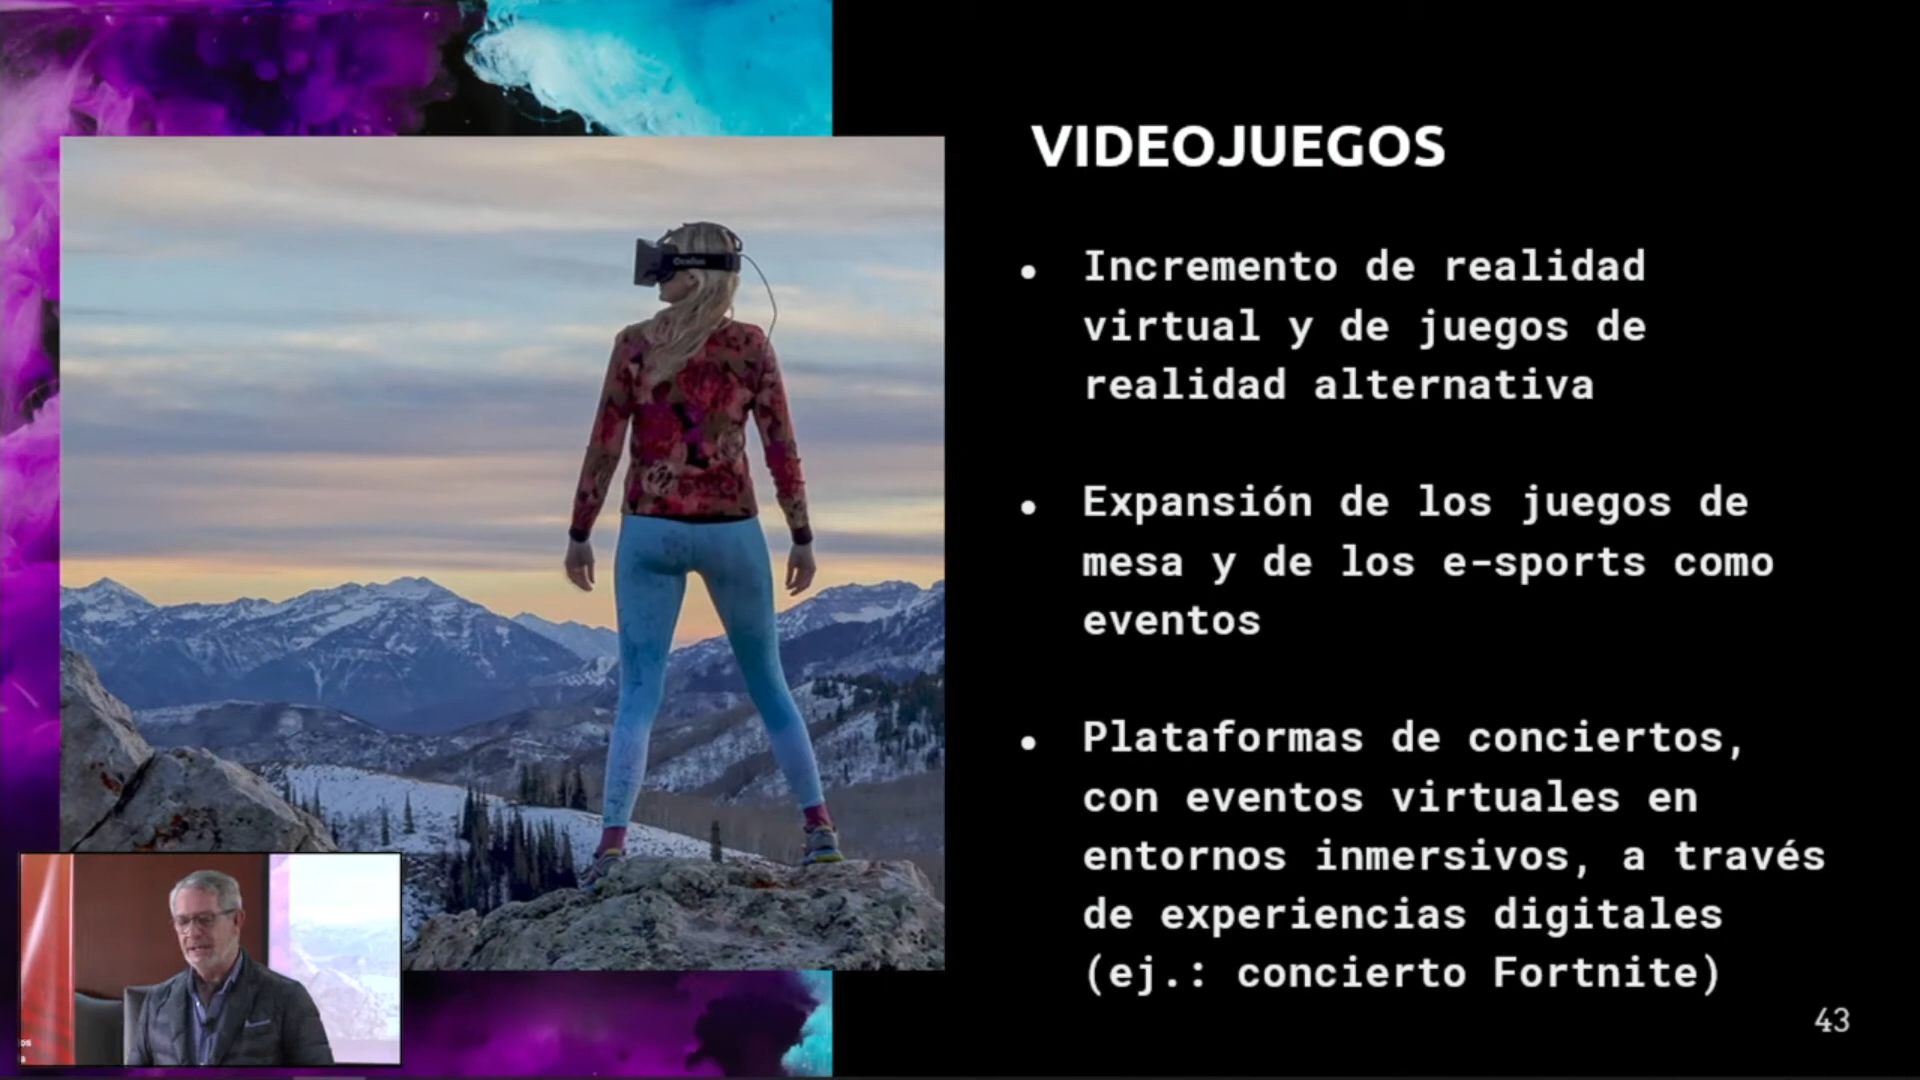 VIDEOJUEGOS
• Incremento de realidad
virtual y de juegos de
realidad alternativa
• Expansión de los juegos de
mesa y de los e-sports como
eventos
• Plataformas de conciertos,
con eventos virtuales en
entornos inmersivos, a través
de experiencias digitales
(ej.: concierto Fortnite)
43
Oculus
os
a